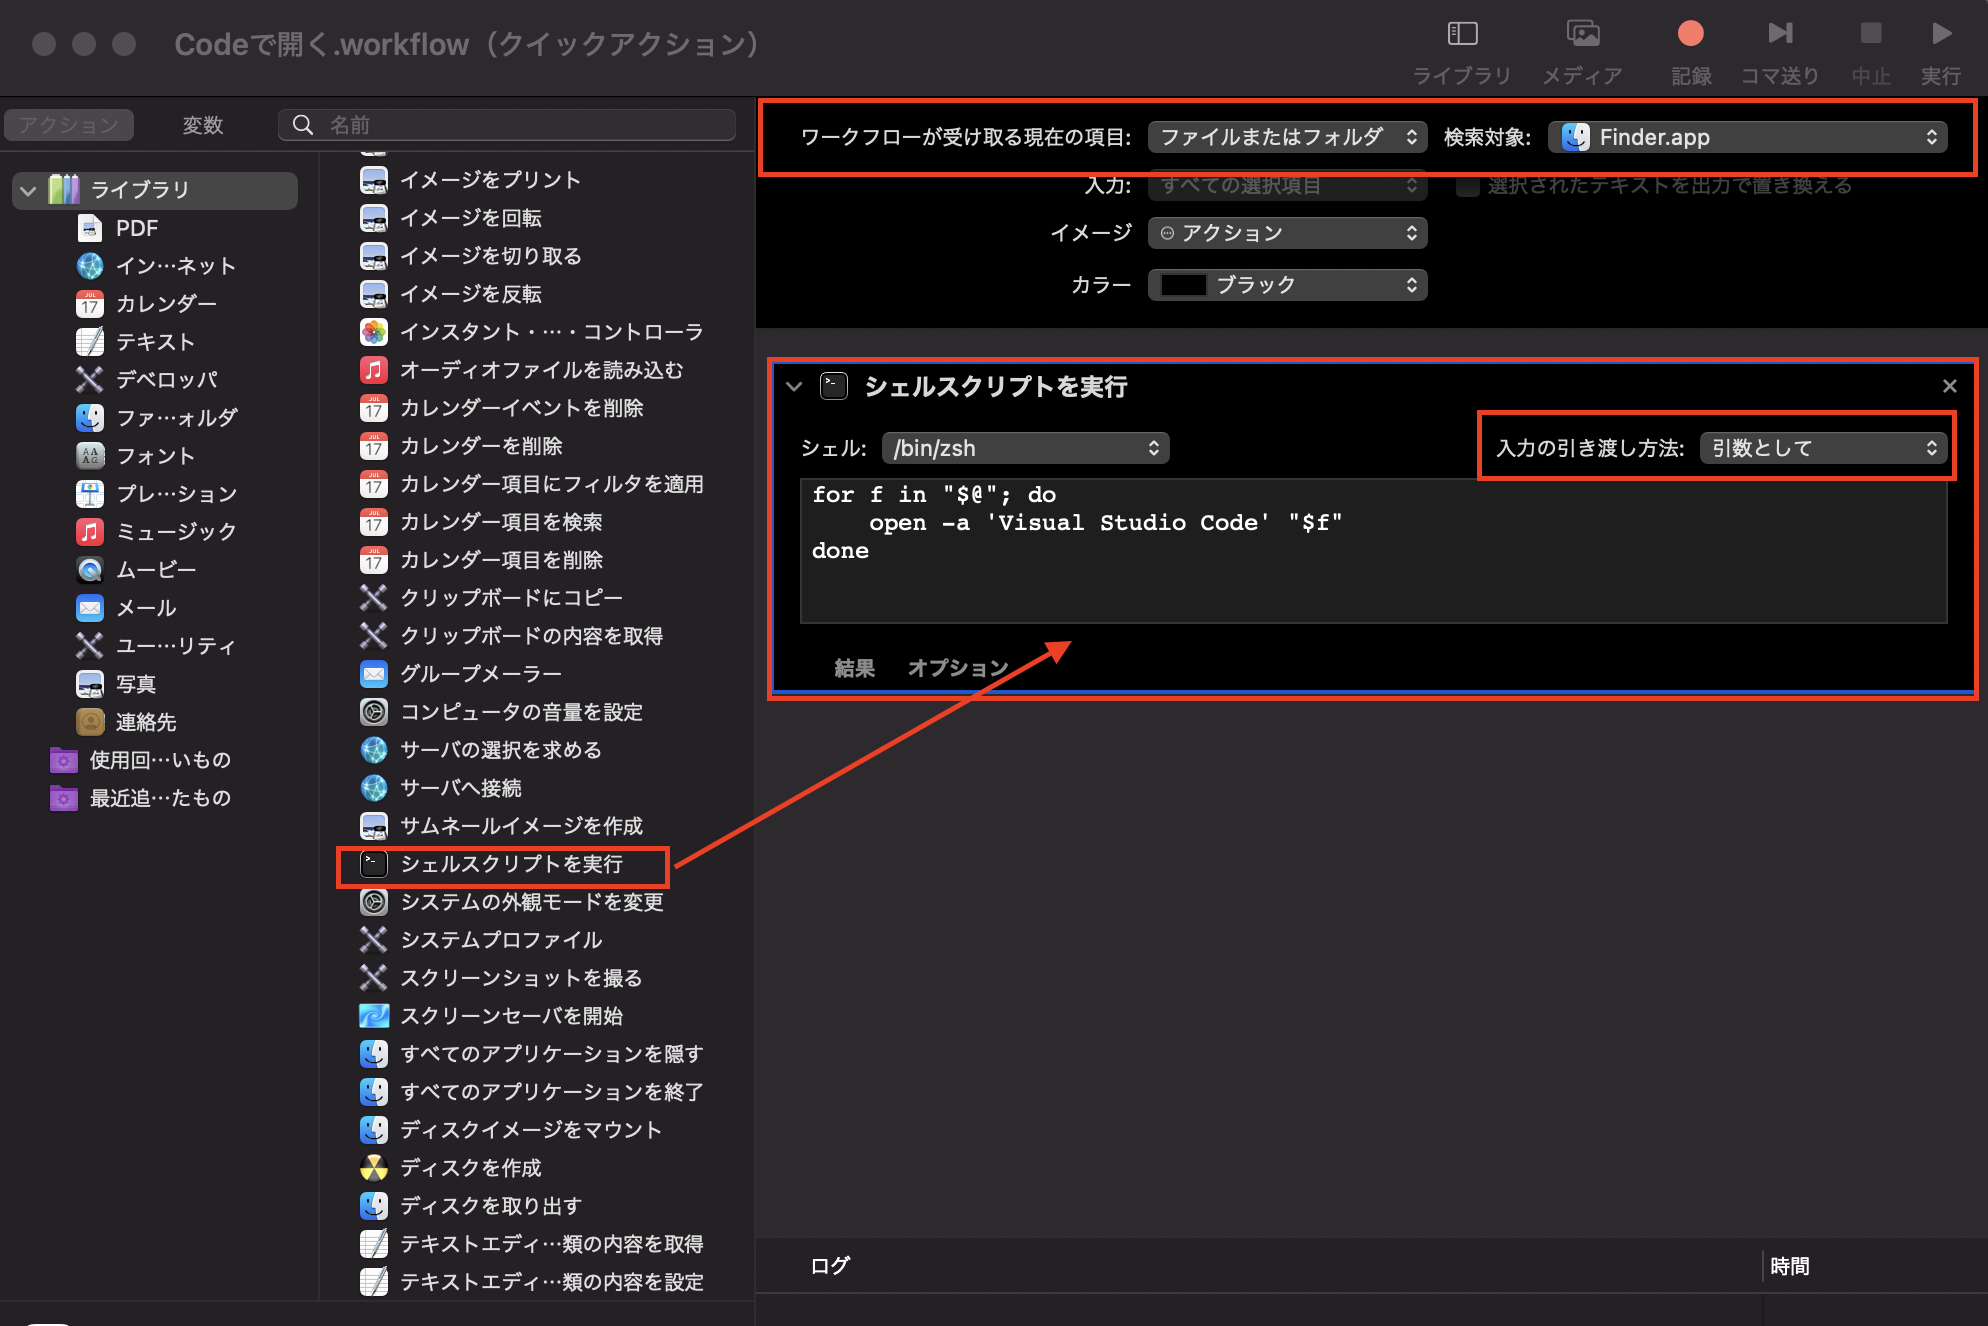 Codeで開く.workflow（クイックアクション）
ライブラリ
メディア
記録
コマ送り
中止
実行
アクション
変数
名前
ライブラリ
PDF
イン…ネット
カレンダー
テキスト
デベロッパ
ファ…ォルダ
フォント
プレ…ション
ミュージック
ムービー
メール
ユー…リティ
写真
連絡先
使用回…いもの
最近追…たもの
イメージをプリント
イメージを回転
イメージを切り取る
イメージを反転
インスタント・…・コントローラ
オーディオファイルを読み込む
カレンダーイベントを削除
カレンダーを削除
カレンダー項目にフィルタを適用
カレンダー項目を検索
カレンダー項目を削除
クリップボードにコピー
クリップボードの内容を取得
グループメーラー
コンピュータの音量を設定
サーバの選択を求める
サーバへ接続
サムネールイメージを作成
シェルスクリプトを実行
システムの外観モードを変更
システムプロファイル
スクリーンショットを撮る
スクリーンセーバを開始
すべてのアプリケーションを隠す
すべてのアプリケーションを終了
ディスクイメージをマウント
ディスクを作成
ディスクを取り出す
テキストエディ…類の内容を取得
テキストエディ…類の内容を設定
ワークフローが受け取る現在の項目: ファイルまたはフォルダ 検索対象: Finder.app
入力: すべての選択項目 選択されたテキストを出力で置き換える
イメージ アクション
カラー ブラック
シェルスクリプトを実行
シェル: /bin/zsh 入力の引き渡し方法: 引数として
for f in "$@"; do
open -a 'Visual Studio Code' "$f"
done
結果 オプション
ログ 時間